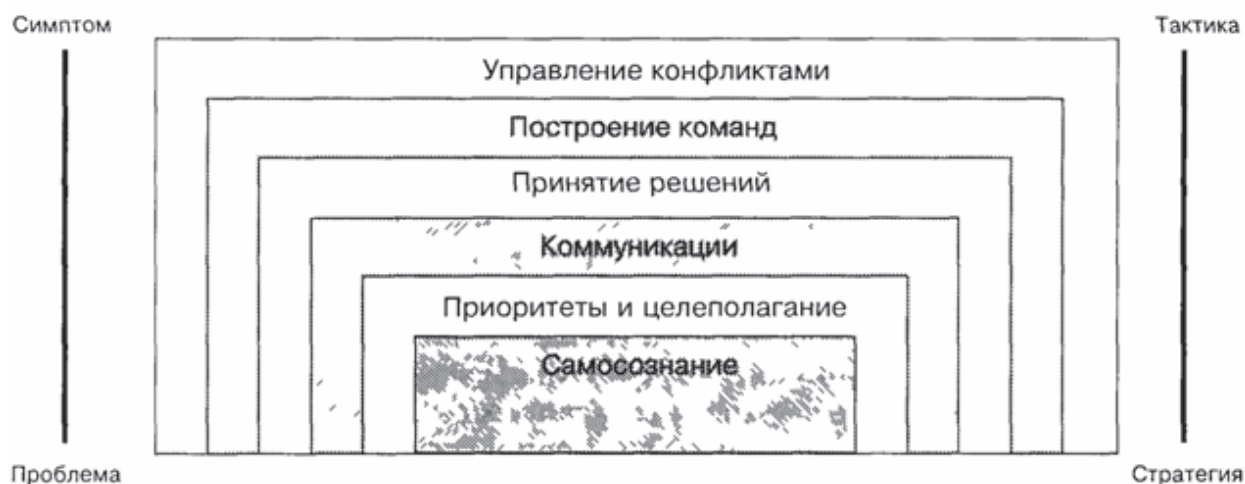 Симптом
Тактика
Управление конфликтами
Построение команд
Принятие решений
Коммуникации
Приоритеты и целеполагание
Самосознание
Проблема
Стратегия